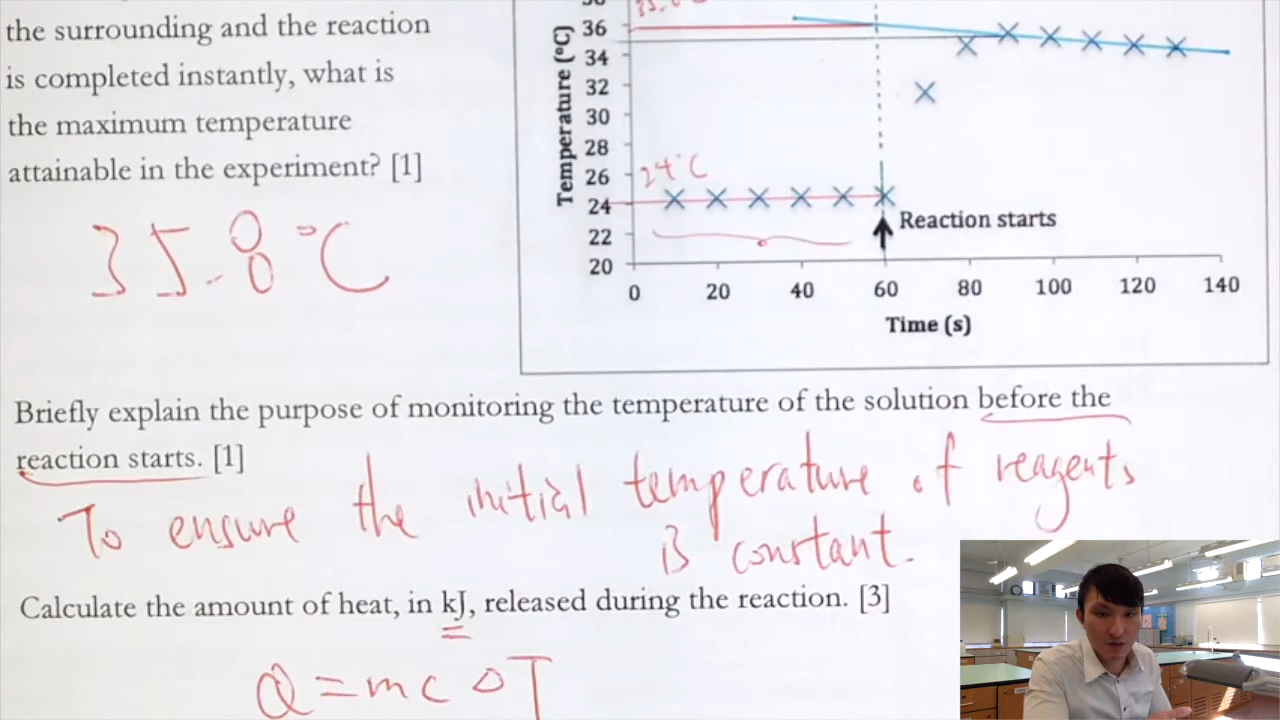 the surrounding and the reaction
is completed instantly, what is
the maximum temperature
attainable in the experiment? [1]
35.8°C
Temperature (°C)
36
34
32
30
28
26
24
22
20
24°C
Reaction starts
0 20 40 60 80 100 120 140
Time (s)
Briefly explain the purpose of monitoring the temperature of the solution before the
reaction starts. [1]
To ensure the initial temperature of reagents
is constant.
Calculate the amount of heat, in kJ, released during the reaction. [3]
Q = mc△T